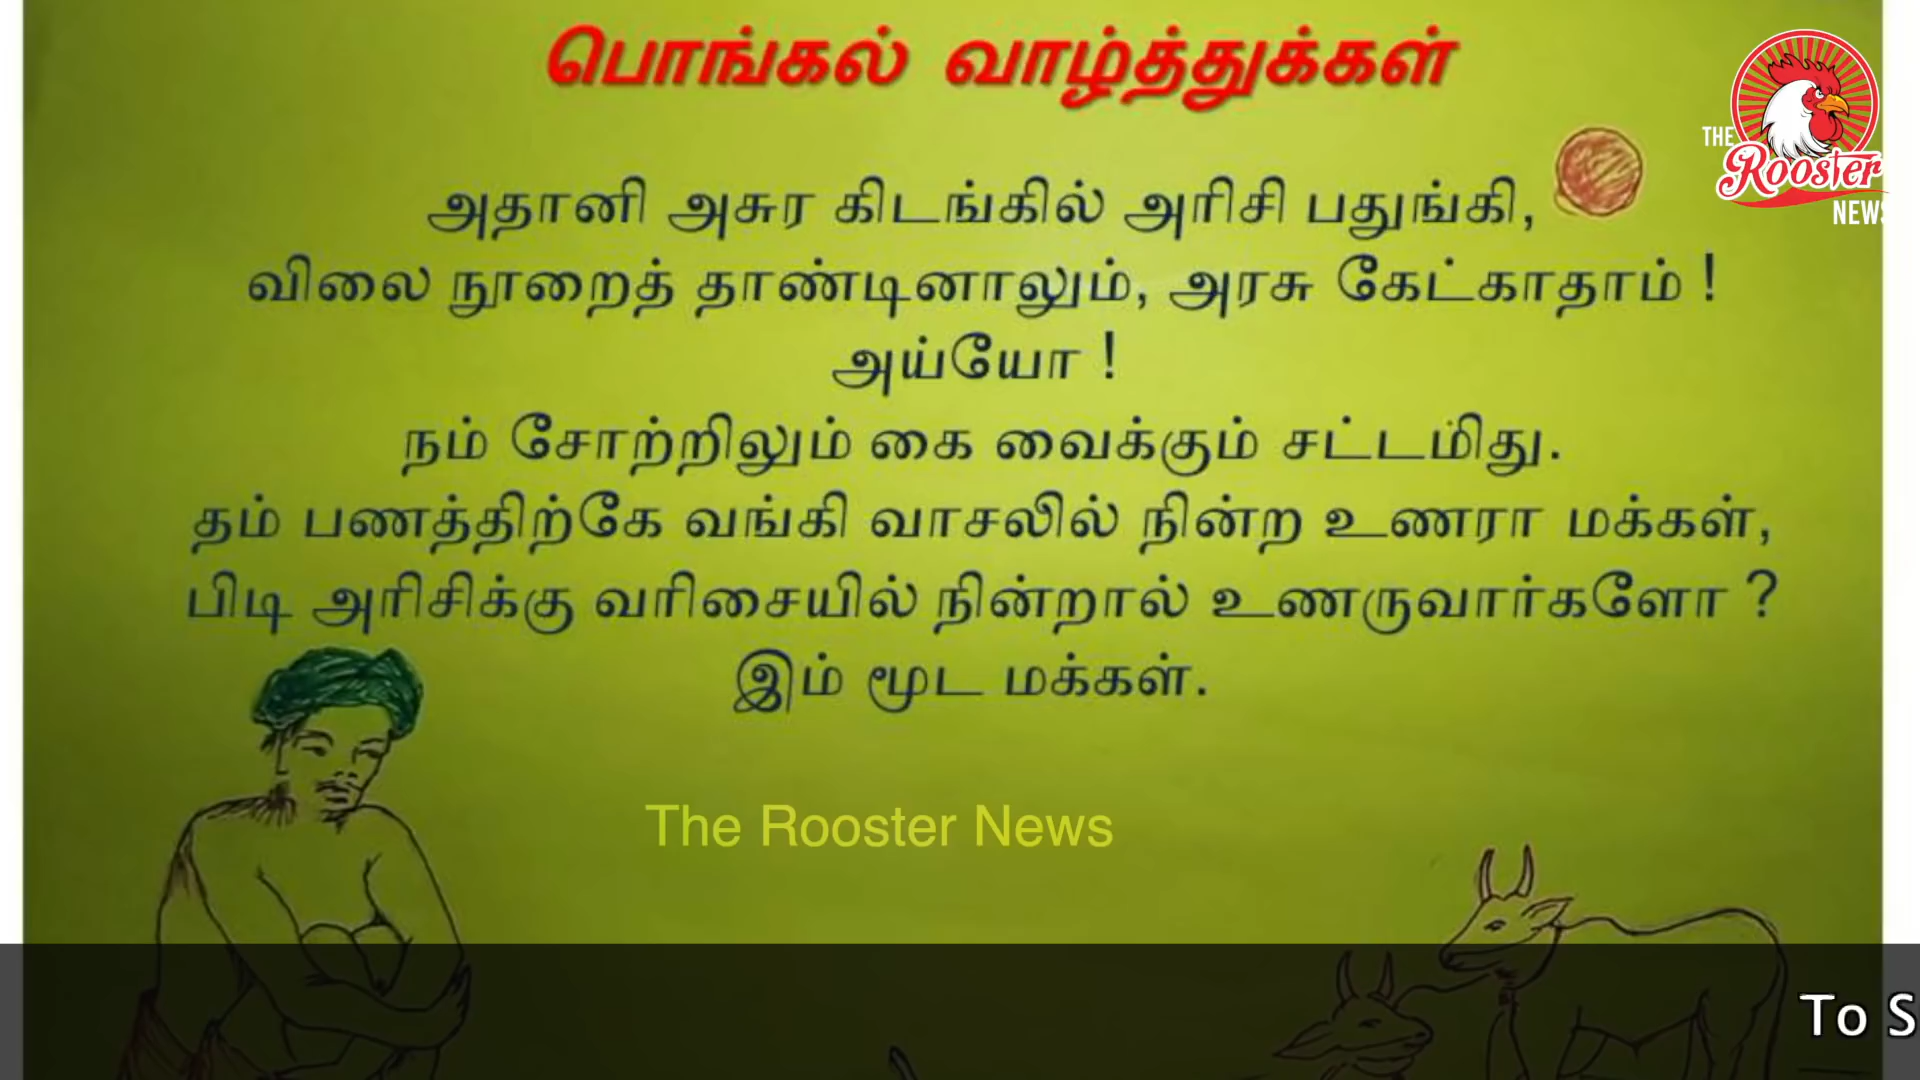 பொங்கல் வாழ்த்துக்கள்
THE
Rooster
NEWS
அதானி அசுர கிடங்கில் அரிசி பதுங்கி,
விலை நூறைத் தாண்டினாலும், அரசு கேட்காதாம் !
அய்யோ !
நம் சோற்றிலும் கை வைக்கும் சட்டமிது.
தம் பணத்திற்கே வங்கி வாசலில் நின்ற உணரா மக்கள்,
பிடி அரிசிக்கு வரிசையில் நின்றால் உணருவார்களோ ?
இம் மூட மக்கள்.
The Rooster News
To S